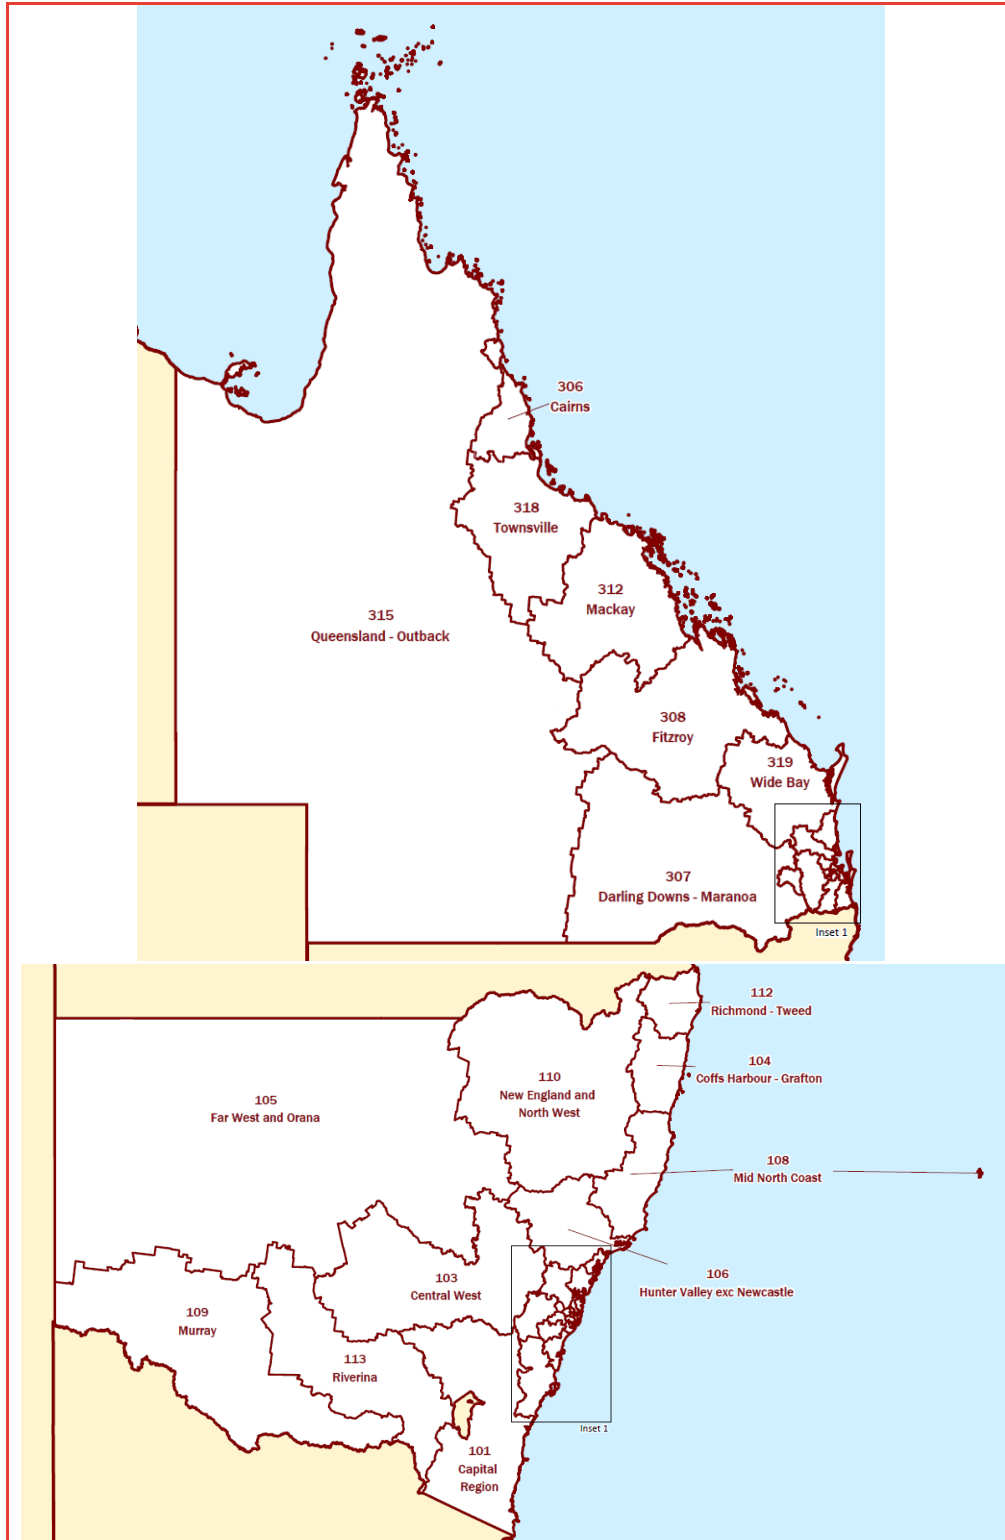 306
Cairns
318
Townsville
312
Mackay
315
Queensland - Outback
308
Fitzroy
319
Wide Bay
307
Darling Downs - Maranoa
Inset 1
112
Richmond - Tweed
104
Coffs Harbour - Grafton
110
New England and
North West
105
Far West and Orana
108
Mid North Coast
103
Central West
106
Hunter Valley exc Newcastle
109
Murray
113
Riverina
Inset 1
101
Capital
Region